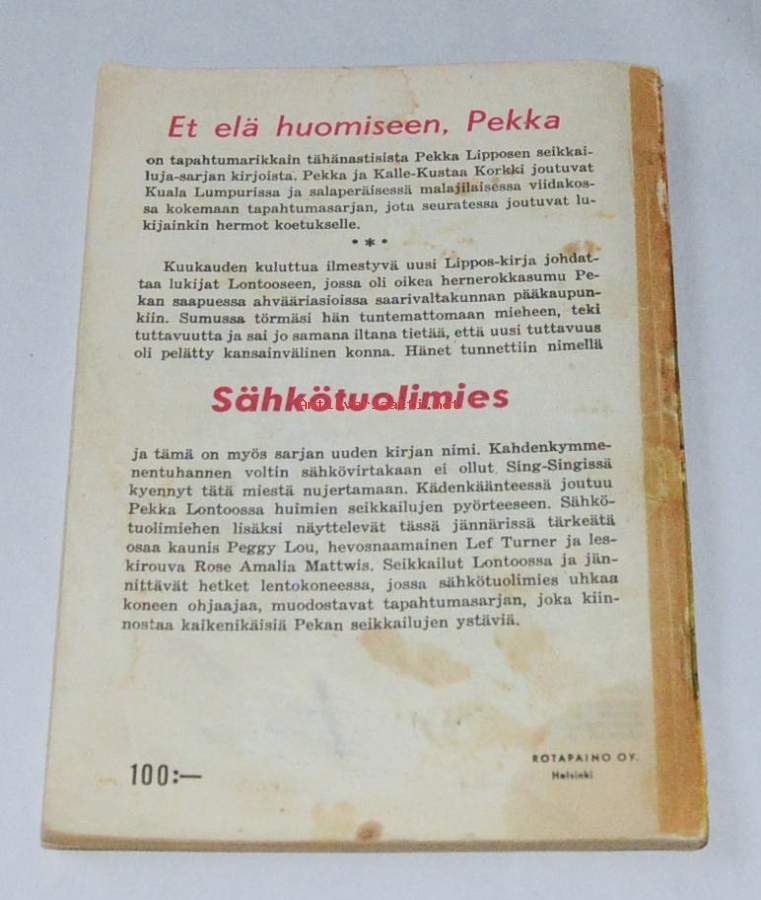 Et elä huomiseen, Pekka
on tapahtumarikkain tähänastisista Pekka Lipposen seikkai-
luja-sarjan kirjoista. Pekka ja Kalle-Kustaa Korkki joutuvat
Kuala Lumpurissa ja salaperäisessä malajilaisessa viidakos-
sa kokemaan tapahtumasarjan, jota seuratessa joutuvat lu-
kijainkin hermot koetukselle.
* * *
Kuukauden kuluttua ilmestyvä uusi Lippos-kirja johdat-
taa lukijat Lontooseen, jossa oli oikea hernerokkasumu Pe-
kan saapuessa ahvääriasioissa saarivaltakunnan pääkaupun-
kiin. Sumussa törmäsi hän tuntemattomaan mieheen, teki
tuttavuutta ja sai jo samana iltana tietää, että uusi tuttavuus
oli pelätty kansainvälinen konna. Hänet tunnettiin nimellä
Sähkötuolimies
ja tämä on myös sarjan uuden kirjan nimi. Kahdenkymme-
nentuhannen voltin sähkövirtakaan ei ollut Sing-Singissä
kyennyt tätä miestä nujertamaan. Kädenkäänteessä joutuu
Pekka Lontoossa huimien seikkailujen pyörteeseen. Sähkö-
tuolimiehen lisäksi näyttelevät tässä jännärissä tärkeätä
osaa kaunis Peggy Lou, hevosnaamainen Lef Turner ja les-
kirouva Rose Amalia Mattwis. Seikkailut Lontoossa ja jän-
nittävät hetket lentokoneessa, jossa sähkötuolimies uhkaa
koneen ohjaajaa, muodostavat tapahtumasarjan, joka kiin-
nostaa kaikenikäisiä Pekan seikkailujen ystäviä.
100:—
ROTAPAINO OY.
Helsinki